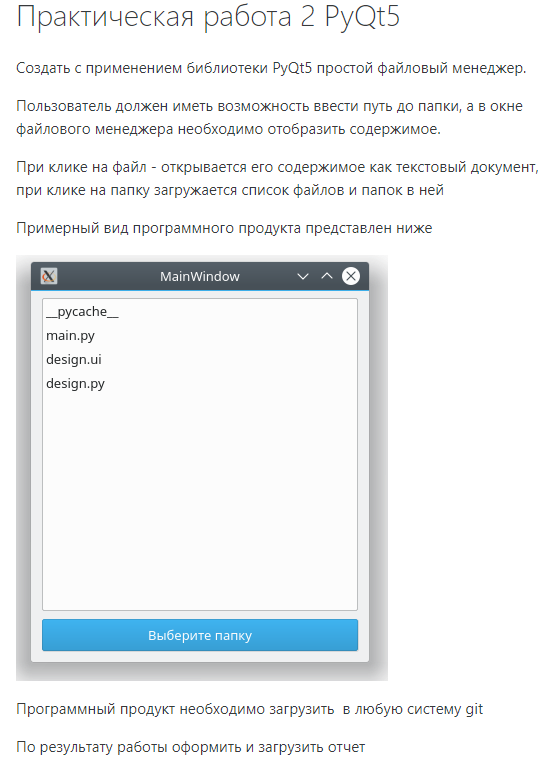 Практическая работа 2 PyQt5
Создать с применением библиотеки PyQt5 простой файловый менеджер.
Пользователь должен иметь возможность ввести путь до папки, а в окне
файлового менеджера необходимо отобразить содержимое.
При клике на файл - открывается его содержимое как текстовый документ,
при клике на папку загружается список файлов и папок в ней
Примерный вид программного продукта представлен ниже
MainWindow
__pycache__
main.py
design.ui
design.py
Выберите папку
Программный продукт необходимо загрузить  в любую систему git
По результату работы оформить и загрузить отчет